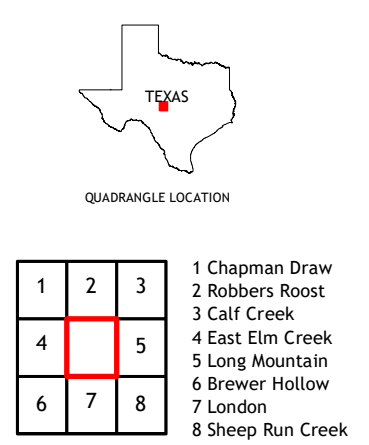 TEXAS
QUADRANGLE LOCATION
1 2 3
4 5
6 7 8
1 Chapman Draw
2 Robbers Roost
3 Calf Creek
4 East Elm Creek
5 Long Mountain
6 Brewer Hollow
7 London
8 Sheep Run Creek